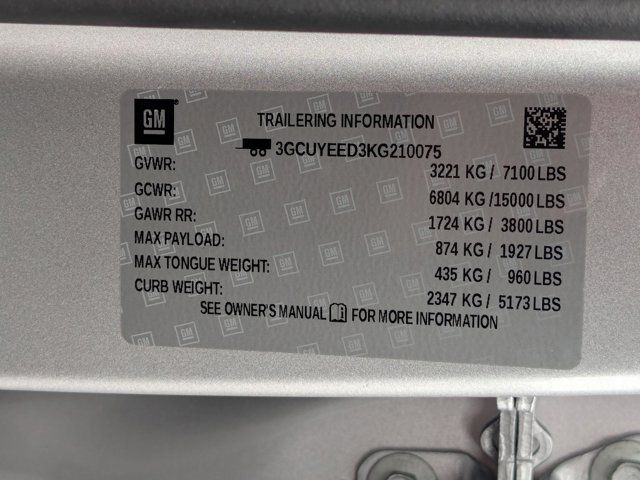 GM
TRAILERING INFORMATION
3GCUYEED3KG210075
GVWR: 3221 KG / 7100 LBS
GCWR: 6804 KG /15000 LBS
GAWR RR: 1724 KG / 3800 LBS
MAX PAYLOAD: 874 KG / 1927 LBS
MAX TONGUE WEIGHT: 435 KG / 960 LBS
CURB WEIGHT: 2347 KG / 5173 LBS
SEE OWNER'S MANUAL FOR MORE INFORMATION